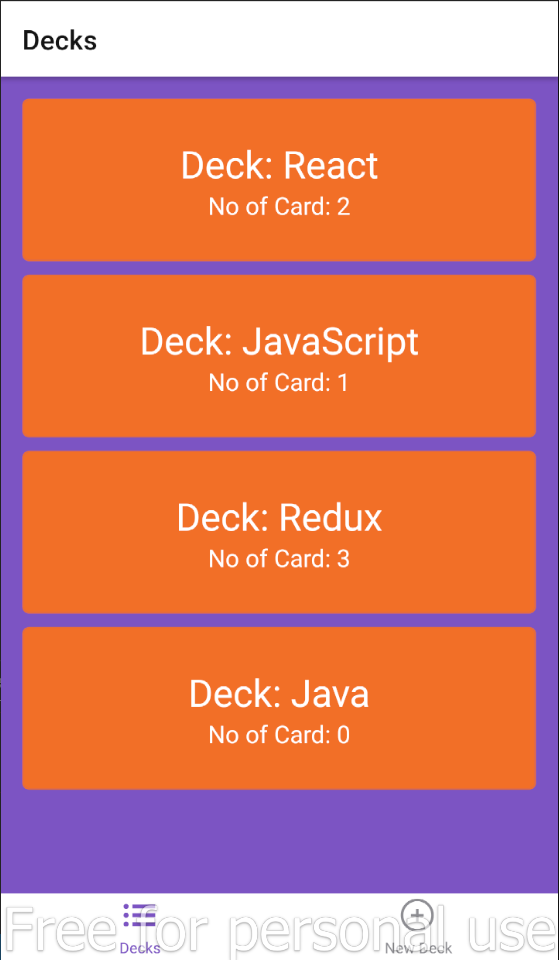 Decks
Deck: React
No of Card: 2
Deck: JavaScript
No of Card: 1
Deck: Redux
No of Card: 3
Deck: Java
No of Card: 0
Free for personal use
Decks
New Deck